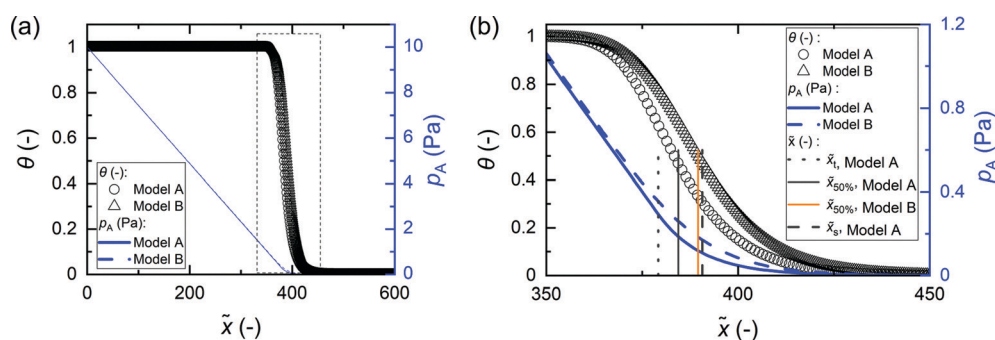 (a)
1
0.8
0.6
0.4
0.2
0
θ (-)
10
8
6
4
2
0
p_A (Pa)
θ (-):
Model A
Model B
p_A (Pa):
Model A
Model B
0 200 400 600
x̃ (-)
(b)
1
0.8
0.6
0.4
0.2
0
θ (-)
1.2
0.8
0.4
0
p_A (Pa)
θ (-) :
Model A
Model B
p_A (Pa) :
Model A
Model B
x̃ (-) :
x̃_t, Model A
x̃_50%, Model A
x̃_50%, Model B
x̃_s, Model A
350 400 450
x̃ (-)